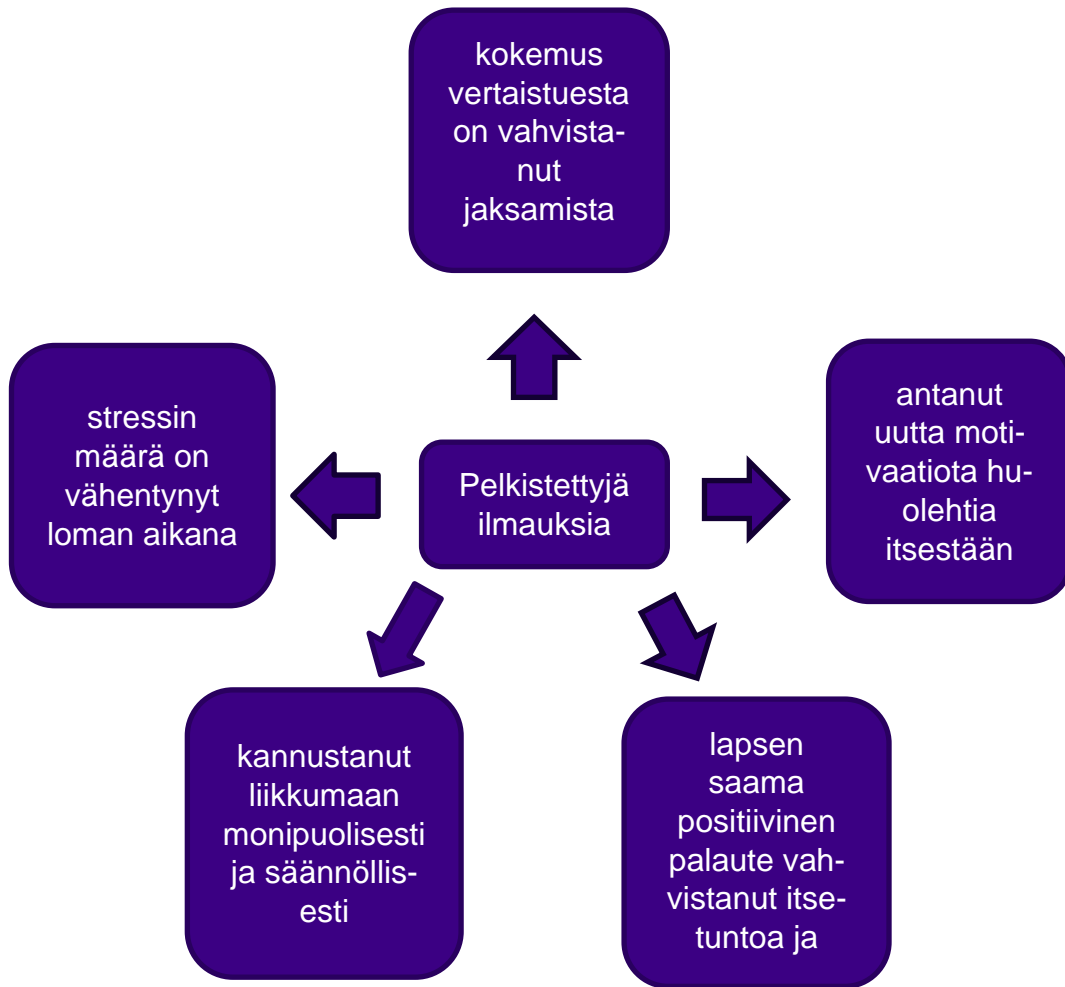 kokemus
vertaistuesta
on vahvista-
nut
jaksamista
stressin
määrä on
vähentynyt
loman aikana
Pelkistettyjä
ilmauksia
antanut
uutta moti-
vaatiota hu-
olehtia
itsestään
kannustanut
liikkumaan
monipuolisesti
ja säännöllis-
esti
lapsen
saama
positiivinen
palaute vah-
vistanut itse-
tuntoa ja